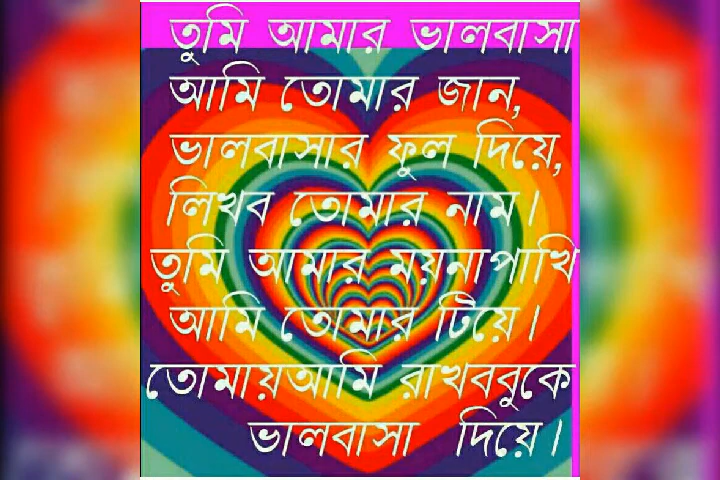 তুমি আমার ভালবাসা
আমি তোমার জান,
ভালবাসার ফুল দিয়ে,
লিখব তোমার নাম।
তুমি আমার ময়নাপাখি
আমি তোমার টিয়ে।
তোমায়আমি রাখববুকে
ভালবাসা দিয়ে।